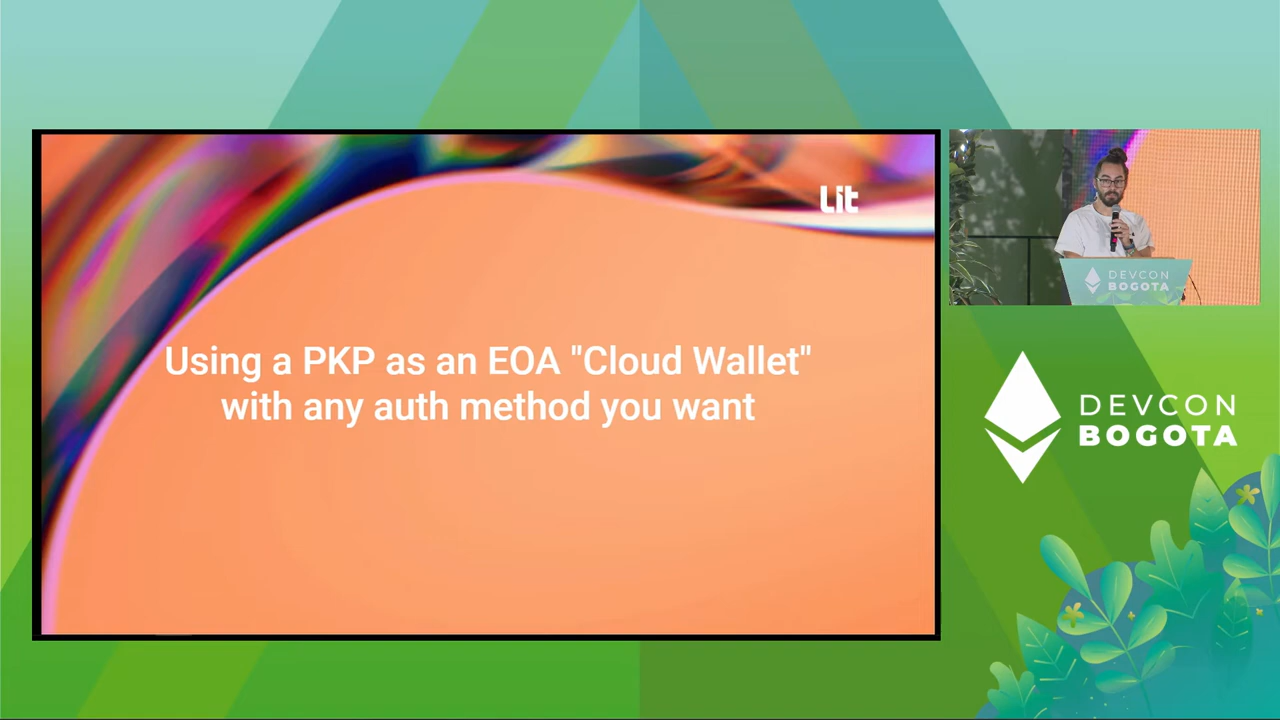 Lit
Using a PKP as an EOA "Cloud Wallet"
with any auth method you want
DEVCON
BOGOTA
DEVCON
BOGOTA